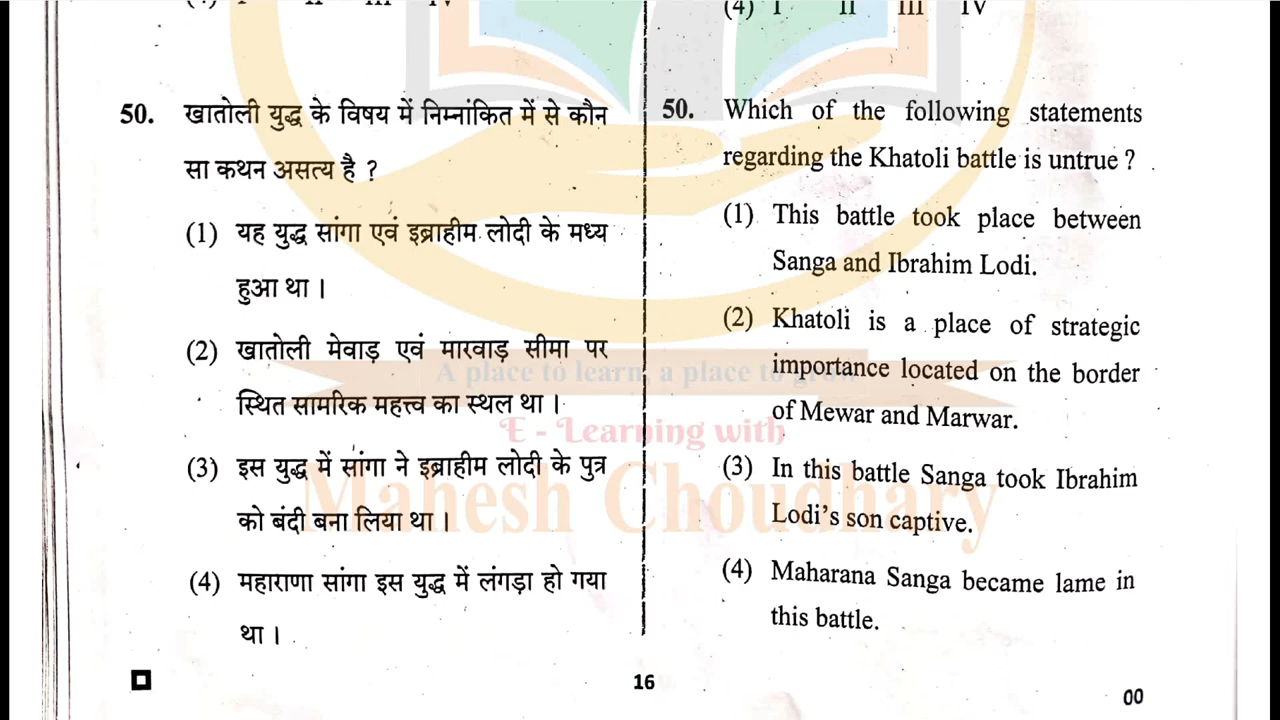 (4) I II III IV
50. खातोली युद्ध के विषय में निम्नांकित में से कौन
सा कथन असत्य है ?
(1) यह युद्ध सांगा एवं इब्राहीम लोदी के मध्य
हुआ था ।
(2) खातोली मेवाड़ एवं मारवाड़ सीमा पर
स्थित सामरिक महत्त्व का स्थल था ।
(3) इस युद्ध में सांगा ने इब्राहीम लोदी के पुत्र
को बंदी बना लिया था ।
(4) महाराणा सांगा इस युद्ध में लंगड़ा हो गया
था ।
(4) I II III IV
50. Which of the following statements
regarding the Khatoli battle is untrue ?
(1) This battle took place between
Sanga and Ibrahim Lodi.
(2) Khatoli is a place of strategic
importance located on the border
of Mewar and Marwar.
(3) In this battle Sanga took Ibrahim
Lodi's son captive.
(4) Maharana Sanga became lame in
this battle.
A place to learn, a place to grow
E - Learning with
Mahesh Choudhary
16
00